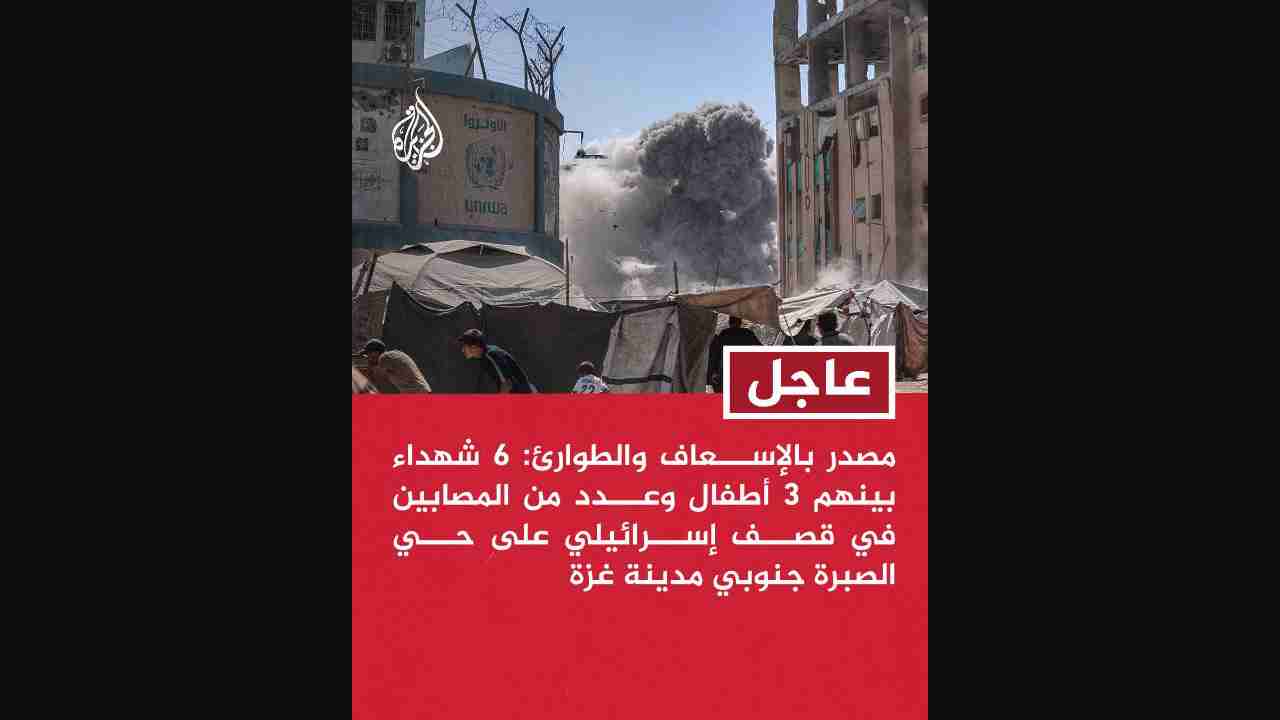 الجزيرة
الأونروا
unrwa
22
عاجل
مصدر بالإسعاف والطوارئ: 6 شهداء
بينهم 3 أطفال وعدد من المصابين
في قصف إسرائيلي على حي
الصبرة جنوبي مدينة غزة